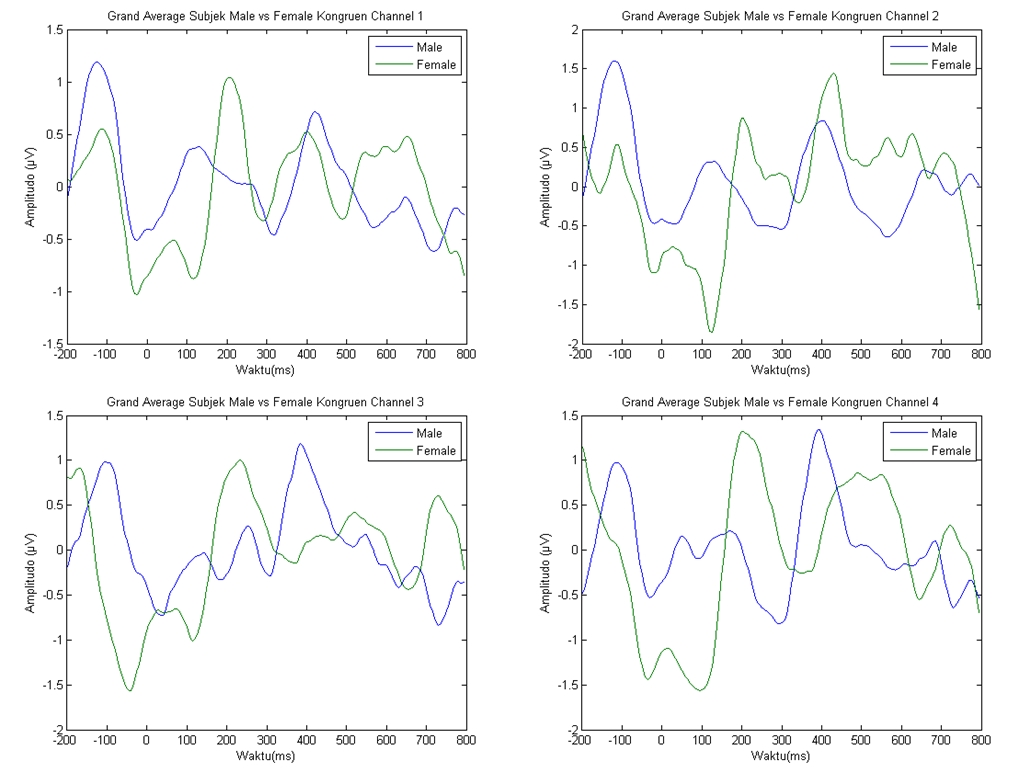 Grand Average Subjek Male vs Female Kongruen Channel 1
1.5
1
0.5
0
-0.5
-1
-1.5
Amplitudo (µV)
Male
Female
-200 -100 0 100 200 300 400 500 600 700 800
Waktu(ms)
Grand Average Subjek Male vs Female Kongruen Channel 2
2
1.5
1
0.5
0
-0.5
-1
-1.5
-2
Amplitudo (µV)
Male
Female
-200 -100 0 100 200 300 400 500 600 700 800
Waktu(ms)
Grand Average Subjek Male vs Female Kongruen Channel 3
1.5
1
0.5
0
-0.5
-1
-1.5
-2
Amplitudo (µV)
Male
Female
-200 -100 0 100 200 300 400 500 600 700 800
Waktu(ms)
Grand Average Subjek Male vs Female Kongruen Channel 4
1.5
1
0.5
0
-0.5
-1
-1.5
-2
Amplitudo (µV)
Male
Female
-200 -100 0 100 200 300 400 500 600 700 800
Waktu(ms)